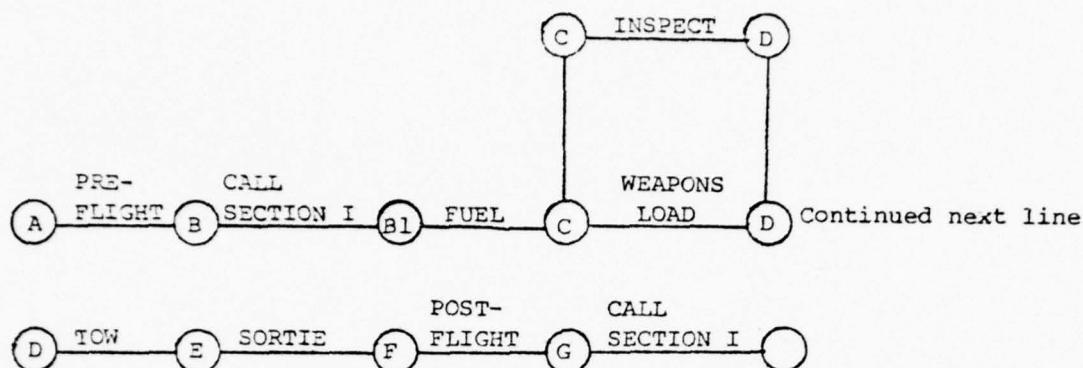 C INSPECT D
PRE- CALL WEAPONS
A FLIGHT B SECTION I B1 FUEL C LOAD D Continued next line
POST- CALL
D TOW E SORTIE F FLIGHT G SECTION I